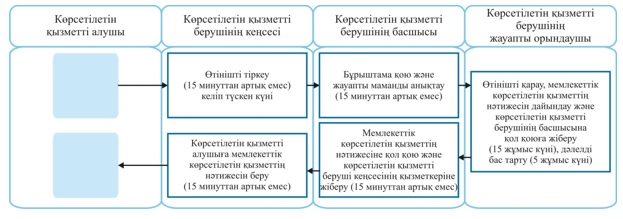 Көрсетілетін
қызметті алушы
Көрсетілетін қызметті
берушінің кеңсесі
Көрсетілетін қызметті
берушінің басшысы
Көрсетілетін қызметті
берушінің
жауапты орындаушы
Өтінішті тіркеу
(15 минуттан артық емес)
келіп түскен күні
Бұрыштама қою және
жауапты маманды анықтау
(15 минуттан артық емес)
Өтінішті қарау, мемлекеттік
көрсетілетін қызметтің
нәтижесін дайындау және
көрсетілетін қызметті
берушінің басшысына
қол қоюға жіберу
(15 жұмыс күні), дәлелді
бас тарту (5 жұмыс күні)
Мемлекеттік
көрсетілетін қызметтің
нәтижесіне қол қою және
көрсетілетін қызметті
беруші кеңсесінің қызметкеріне
жіберу (15 минуттан артық емес)
Көрсетілетін қызметті
алушыға мемлекеттік
көрсетілетін қызметтің
нәтижесін беру
(15 минуттан артық емес)